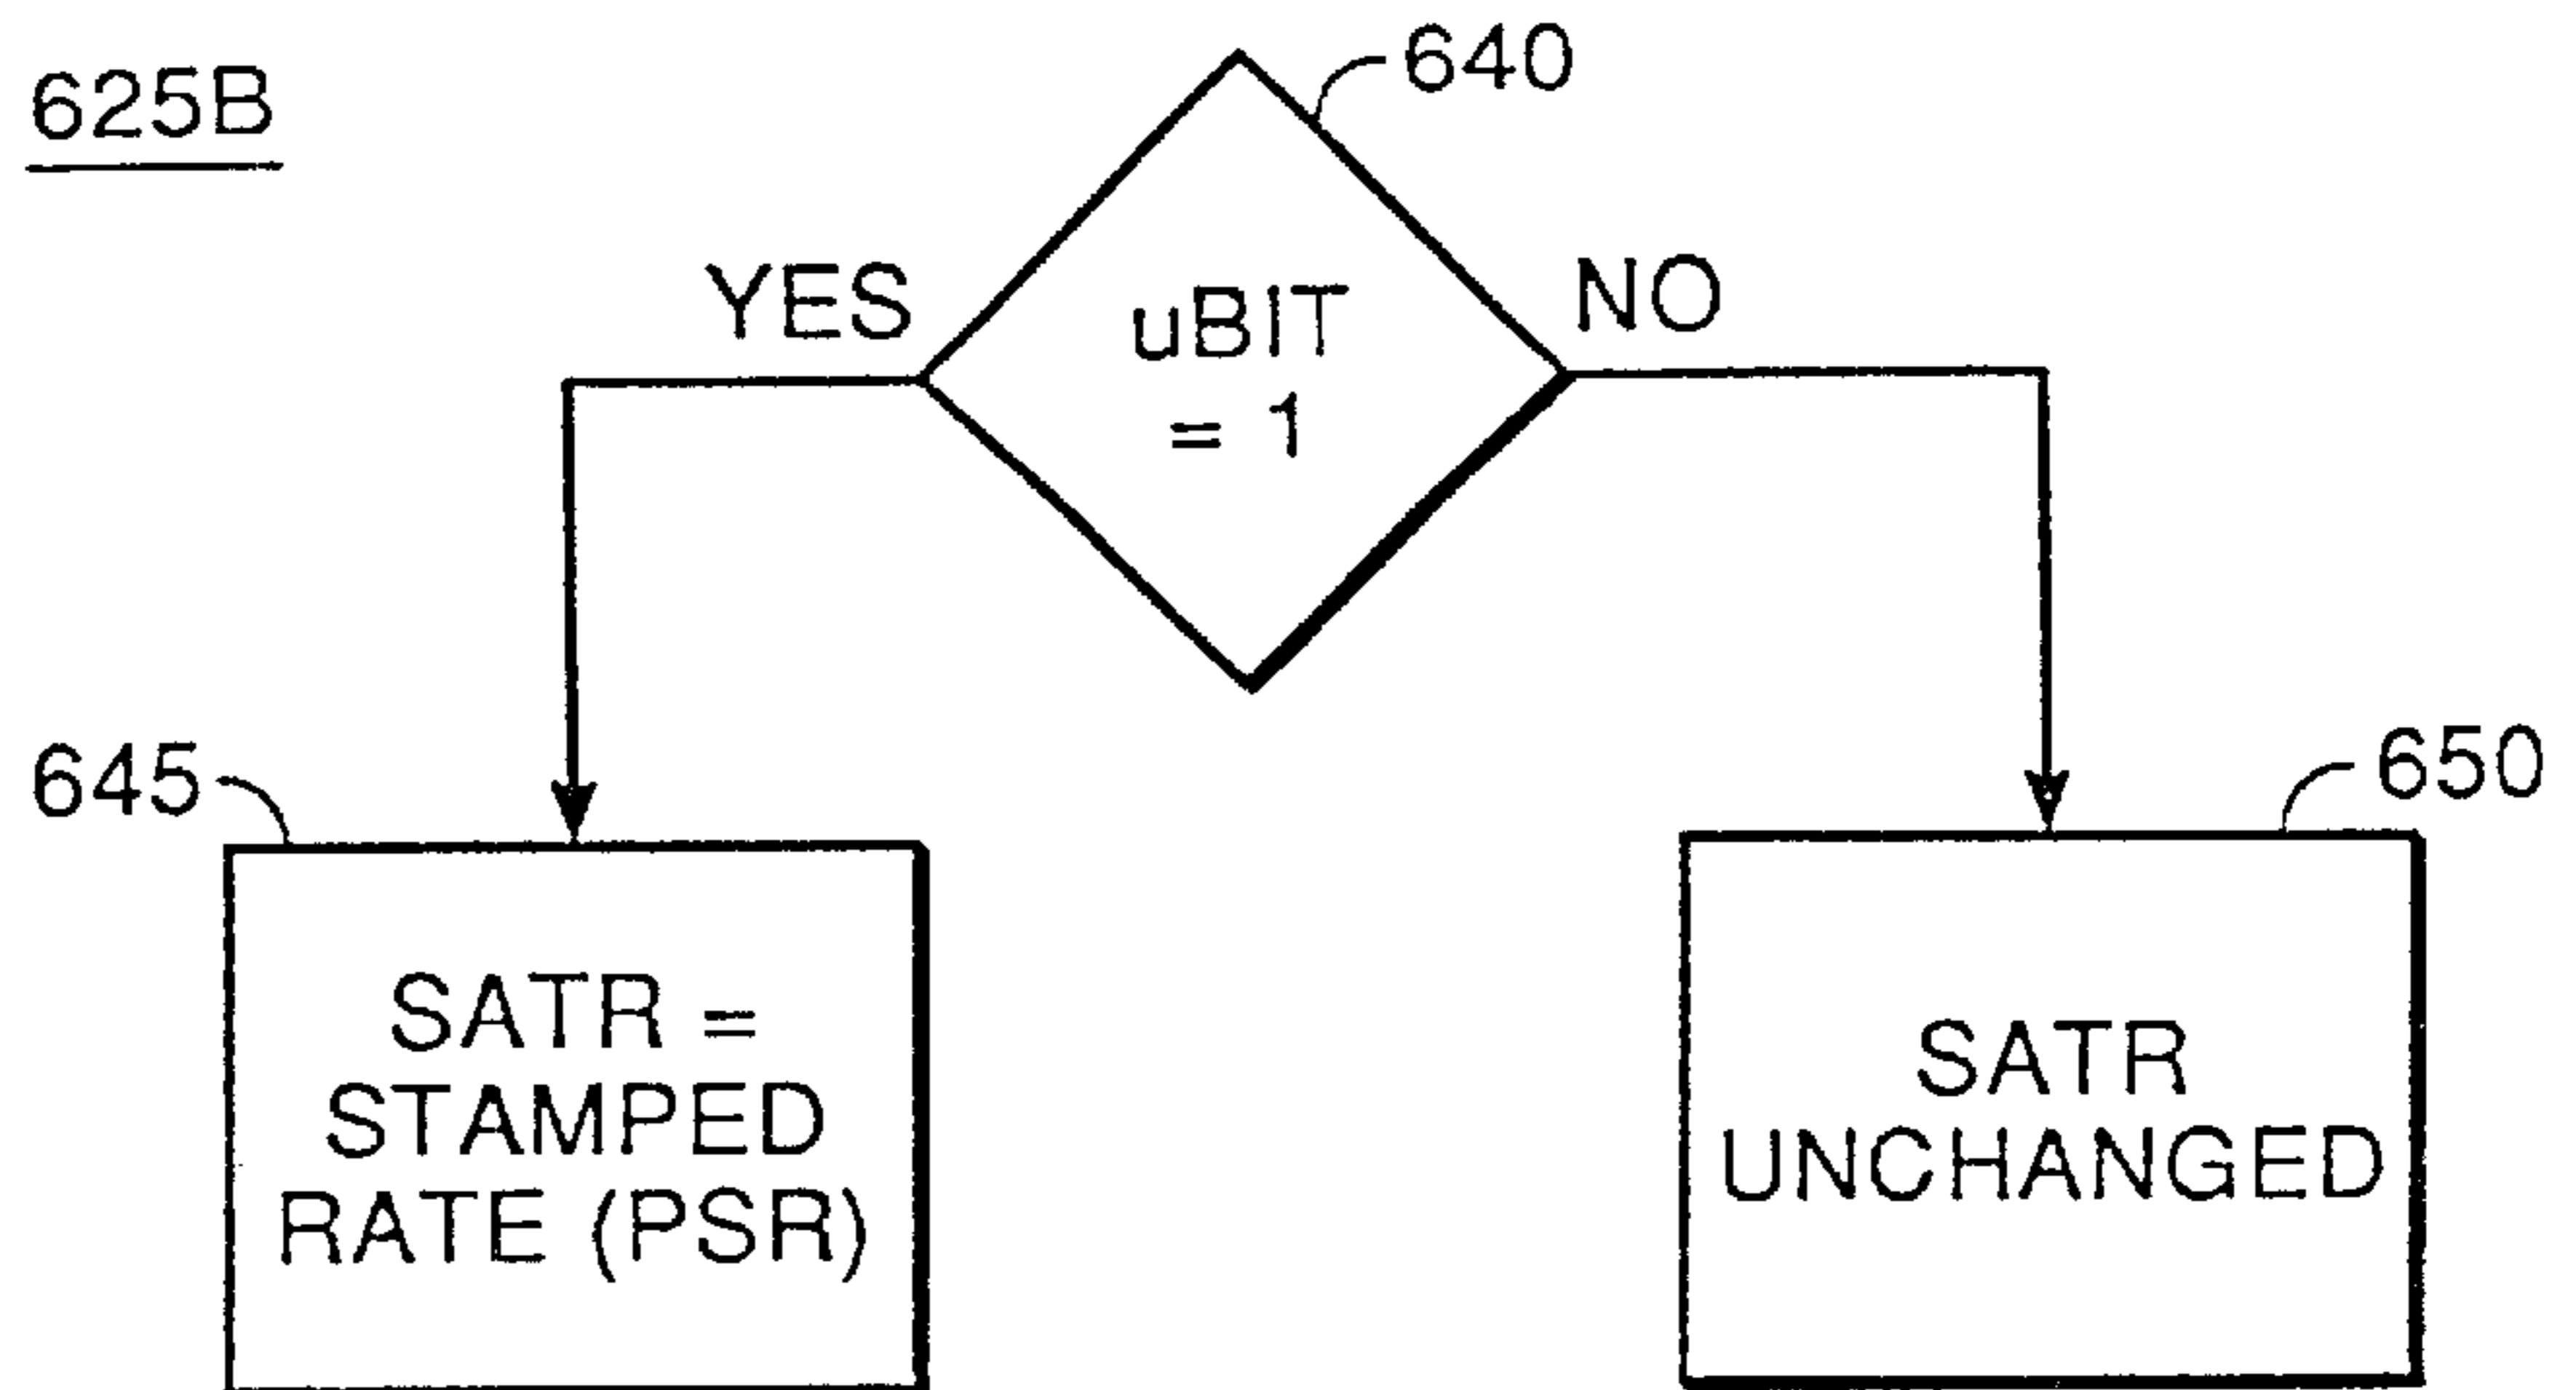 625B
640
YES
uBIT
= 1
NO
645
650
SATR =
STAMPED
RATE (PSR)
SATR
UNCHANGED